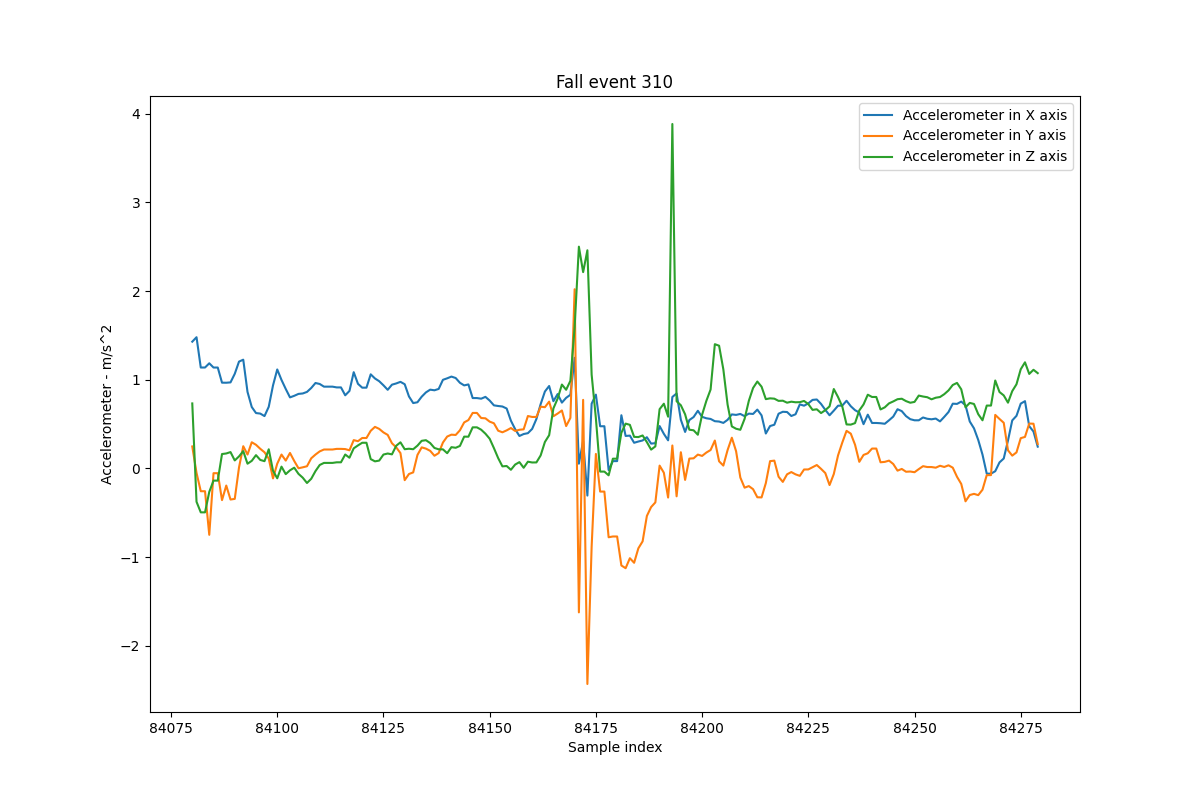 Fall event 310
Accelerometer in X axis
Accelerometer in Y axis
Accelerometer in Z axis
Accelerometer - m/s^2
4
3
2
1
0
−1
−2
84075 84100 84125 84150 84175 84200 84225 84250 84275
Sample index